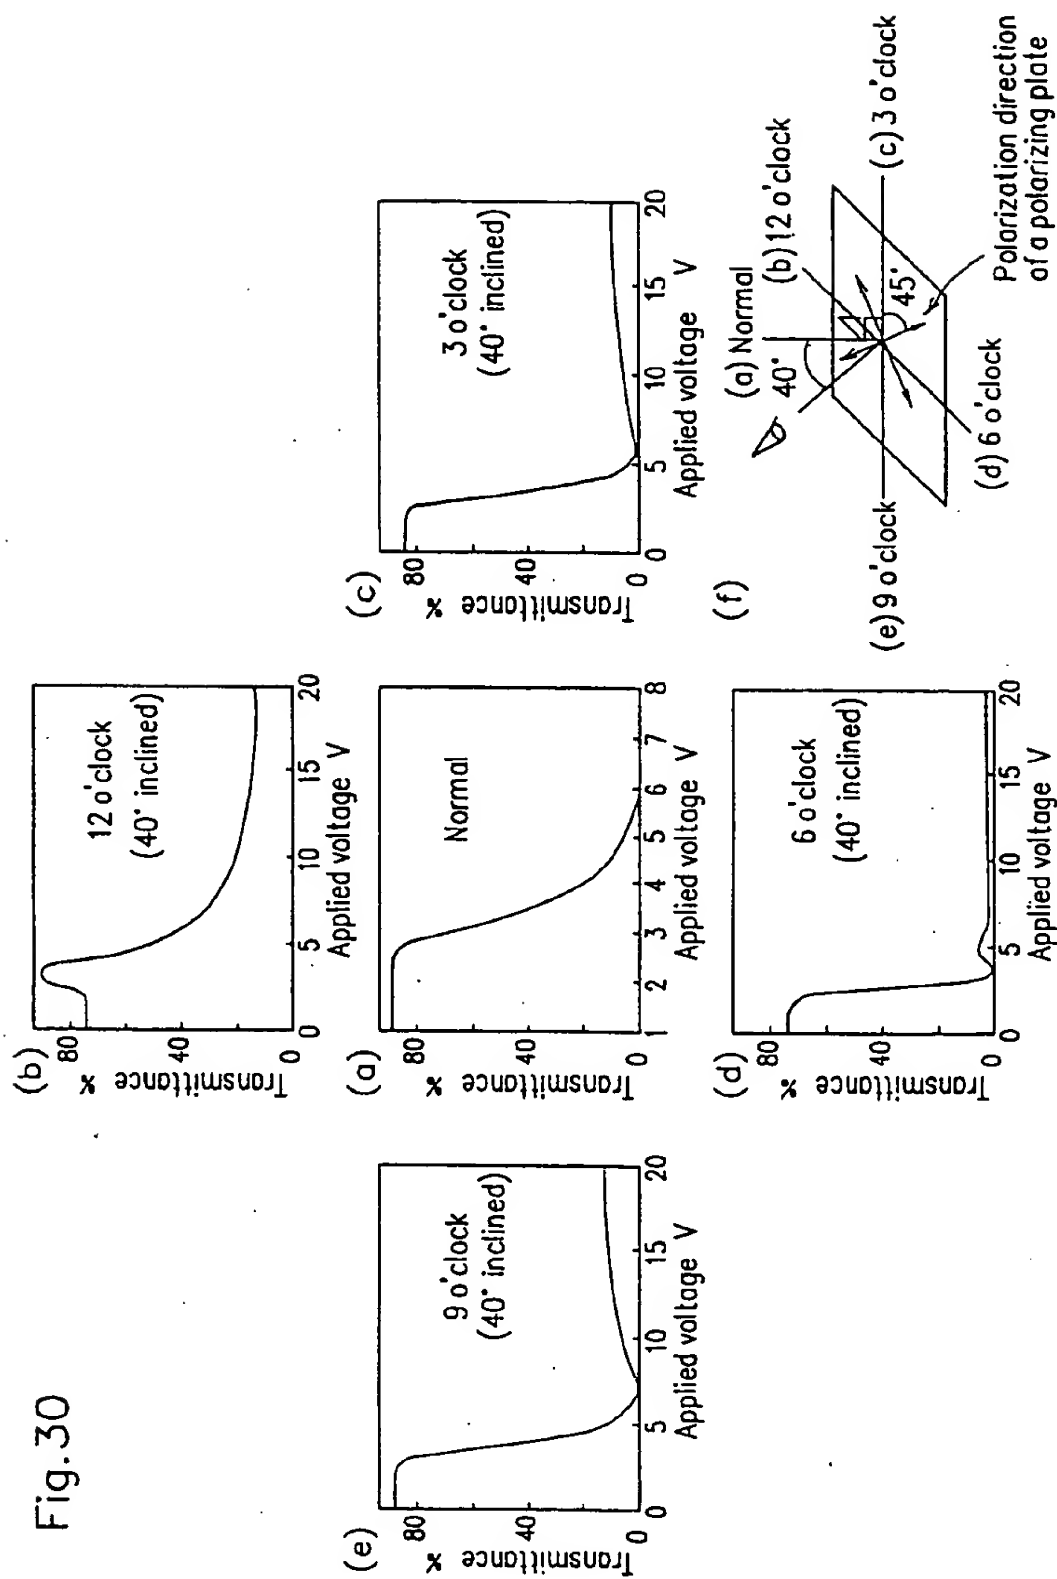 Fig.30
(b)
Transmittance %
80
40
0
12 o'clock
(40° inclined)
0 5 10 15 20
Applied voltage V
(e)
Transmittance %
80
40
0
9 o'clock
(40° inclined)
0 5 10 15 20
Applied voltage V
(a)
Transmittance %
80
40
0
Normal
1 2 3 4 5 6 7 8
Applied voltage V
(c)
Transmittance %
80
40
0
3 o'clock
(40° inclined)
0 5 10 15 20
Applied voltage V
(d)
Transmittance %
80
40
0
6 o'clock
(40° inclined)
0 5 10 15 20
Applied voltage V
(f)
(a) Normal
40°
(b) 12 o'clock
(e) 9 o'clock
(c) 3 o'clock
45°
(d) 6 o'clock
Polarization direction
of a polarizing plate